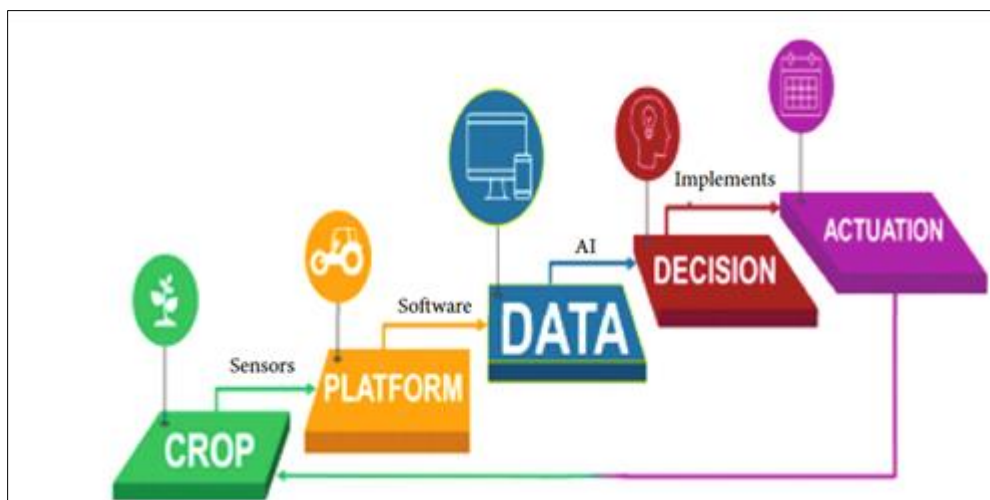 CROP
Sensors
PLATFORM
Software
DATA
AI
DECISION
Implements
ACTUATION